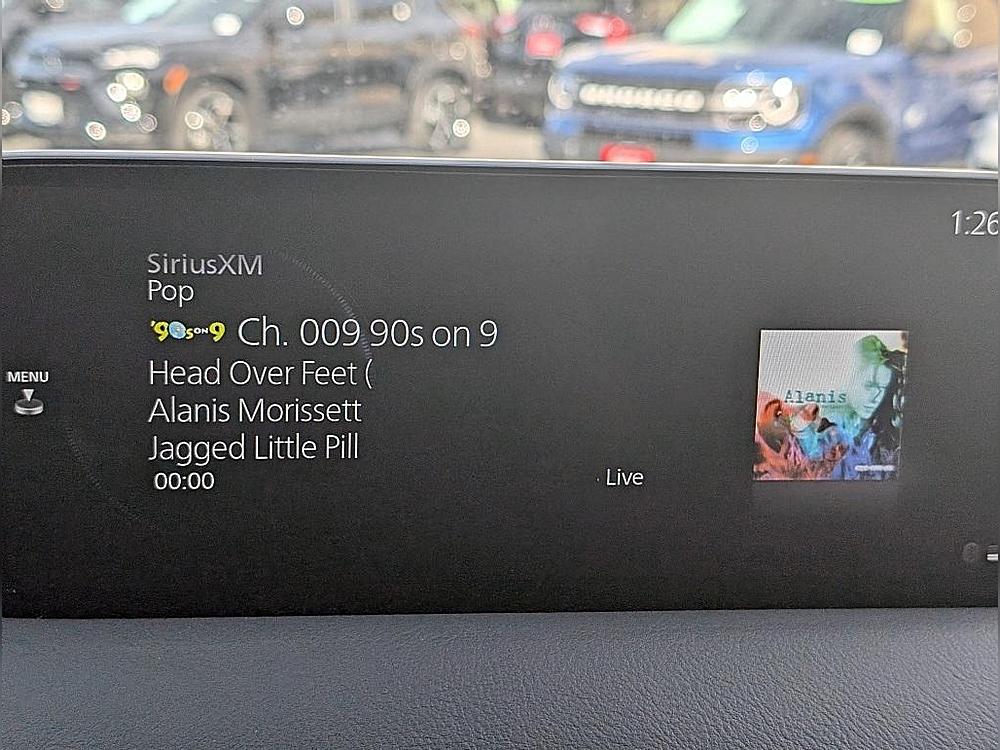 1:26
SiriusXM
Pop
'90s ON 9 Ch. 009 90s on 9
Head Over Feet (
Alanis Morissett
Jagged Little Pill
00:00
Live
MENU
Alanis